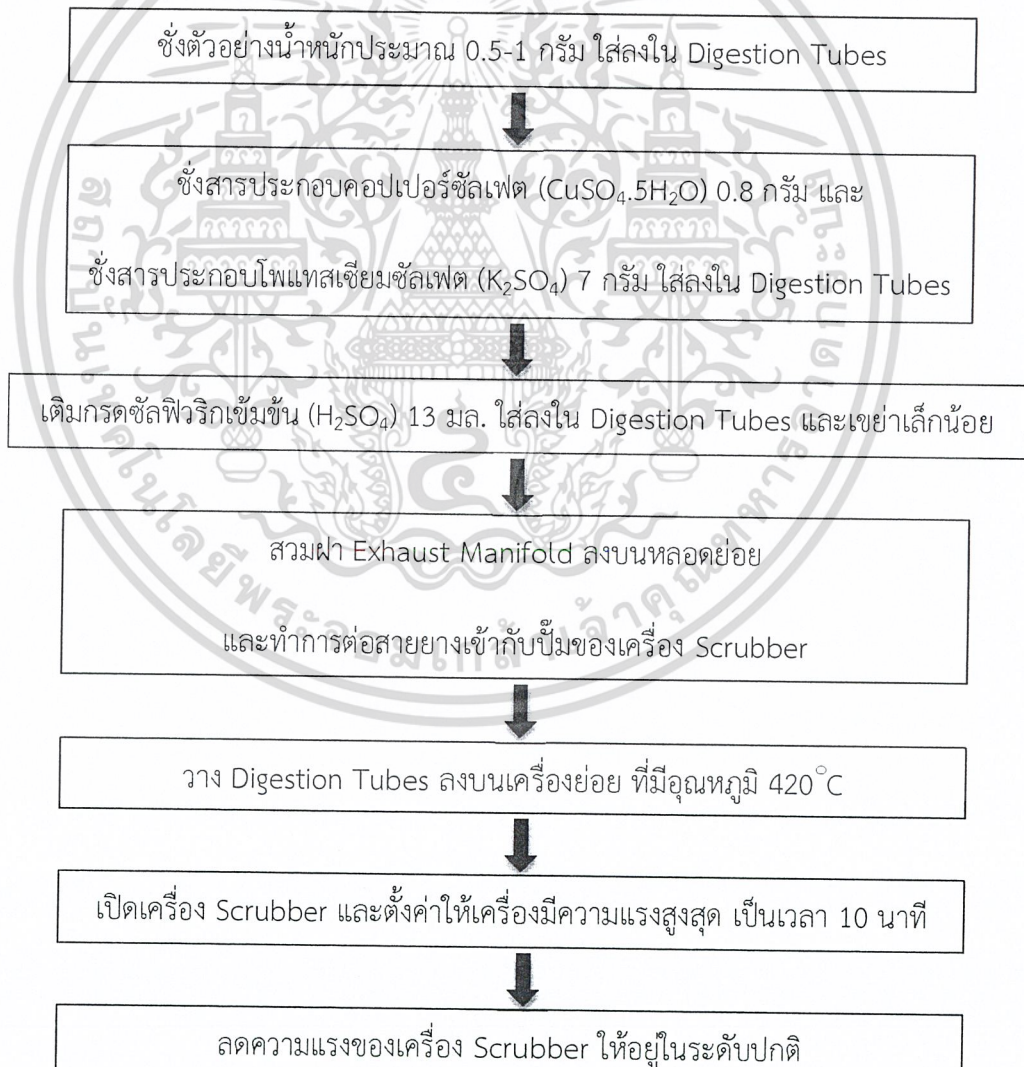 ชั่งตัวอย่างน้ำหนักประมาณ 0.5-1 กรัม ใส่ลงใน Digestion Tubes
ชั่งสารประกอบคอปเปอร์ซัลเฟต (CuSO₄.5H₂O) 0.8 กรัม และ
ชั่งสารประกอบโพแทสเซียมซัลเฟต (K₂SO₄) 7 กรัม ใส่ลงใน Digestion Tubes
เติมกรดซัลฟิวริกเข้มข้น (H₂SO₄) 13 มล. ใส่ลงใน Digestion Tubes และเขย่าเล็กน้อย
สวมฝา Exhaust Manifold ลงบนหลอดย่อย
และทำการต่อสายยางเข้ากับปั๊มของเครื่อง Scrubber
วาง Digestion Tubes ลงบนเครื่องย่อย ที่มีอุณหภูมิ 420°C
เปิดเครื่อง Scrubber และตั้งค่าให้เครื่องมีความแรงสูงสุด เป็นเวลา 10 นาที
ลดความแรงของเครื่อง Scrubber ให้อยู่ในระดับปกติ